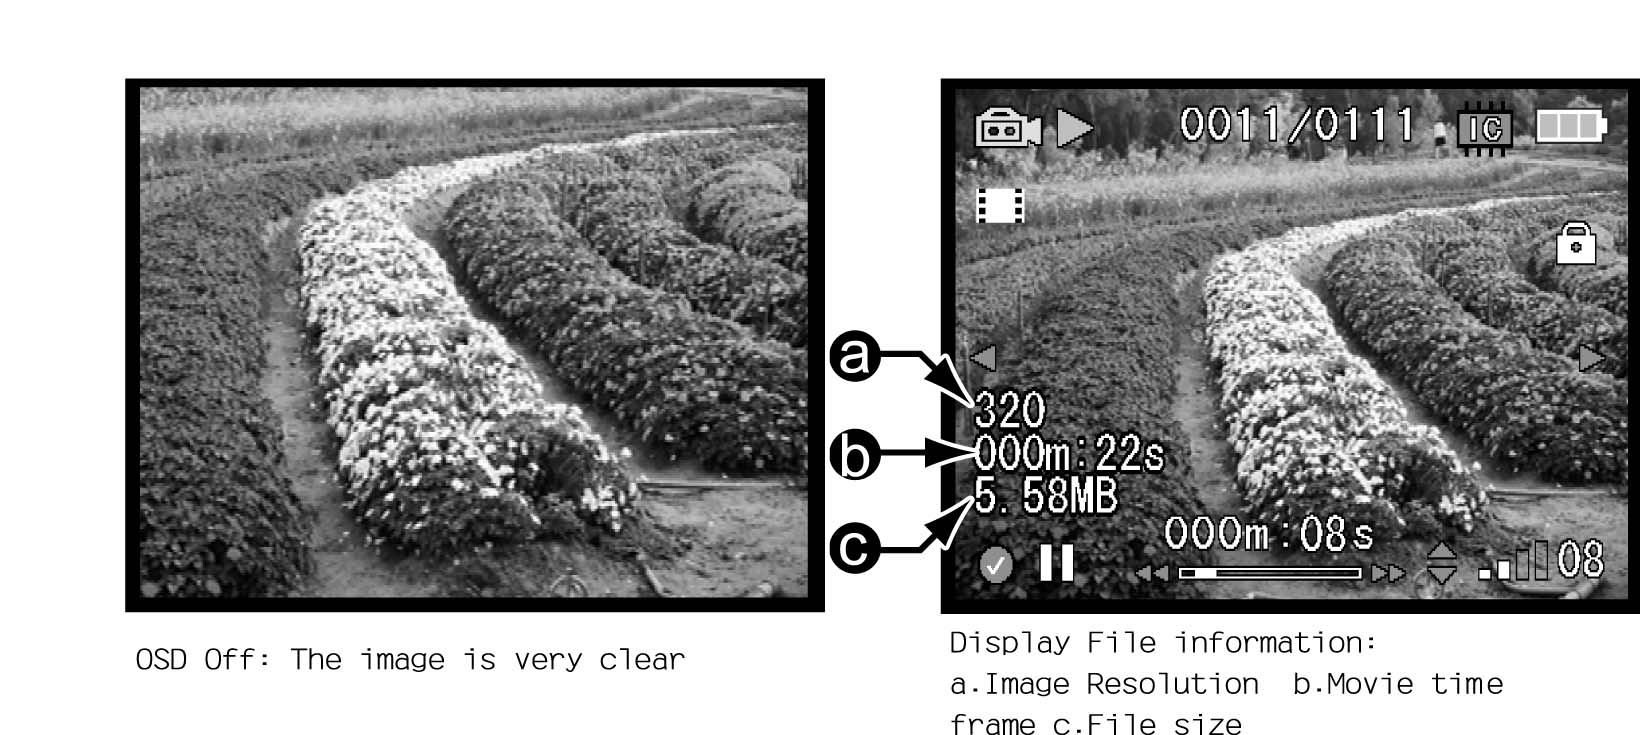 0011/0111 IC
a
320
b
000m:22s
c
5.58MB
000m:08s
08
OSD Off: The image is very clear
Display File information:
a.Image Resolution b.Movie time
frame c.File size